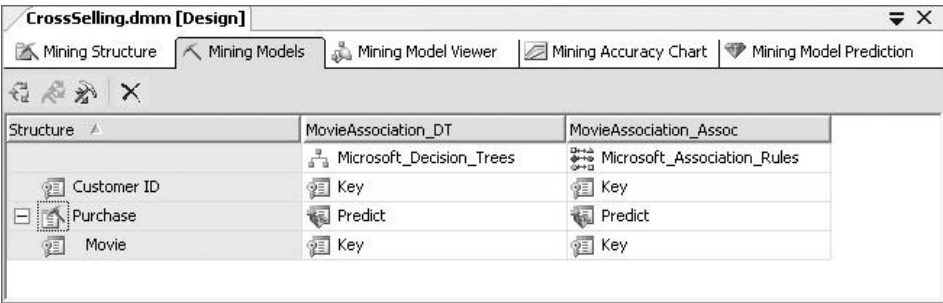 CrossSelling.dmm [Design]
Mining Structure Mining Models Mining Model Viewer Mining Accuracy Chart Mining Model Prediction
Structure MovieAssociation_DT MovieAssociation_Assoc
Microsoft_Decision_Trees Microsoft_Association_Rules
Customer ID Key Key
Purchase Predict Predict
Movie Key Key